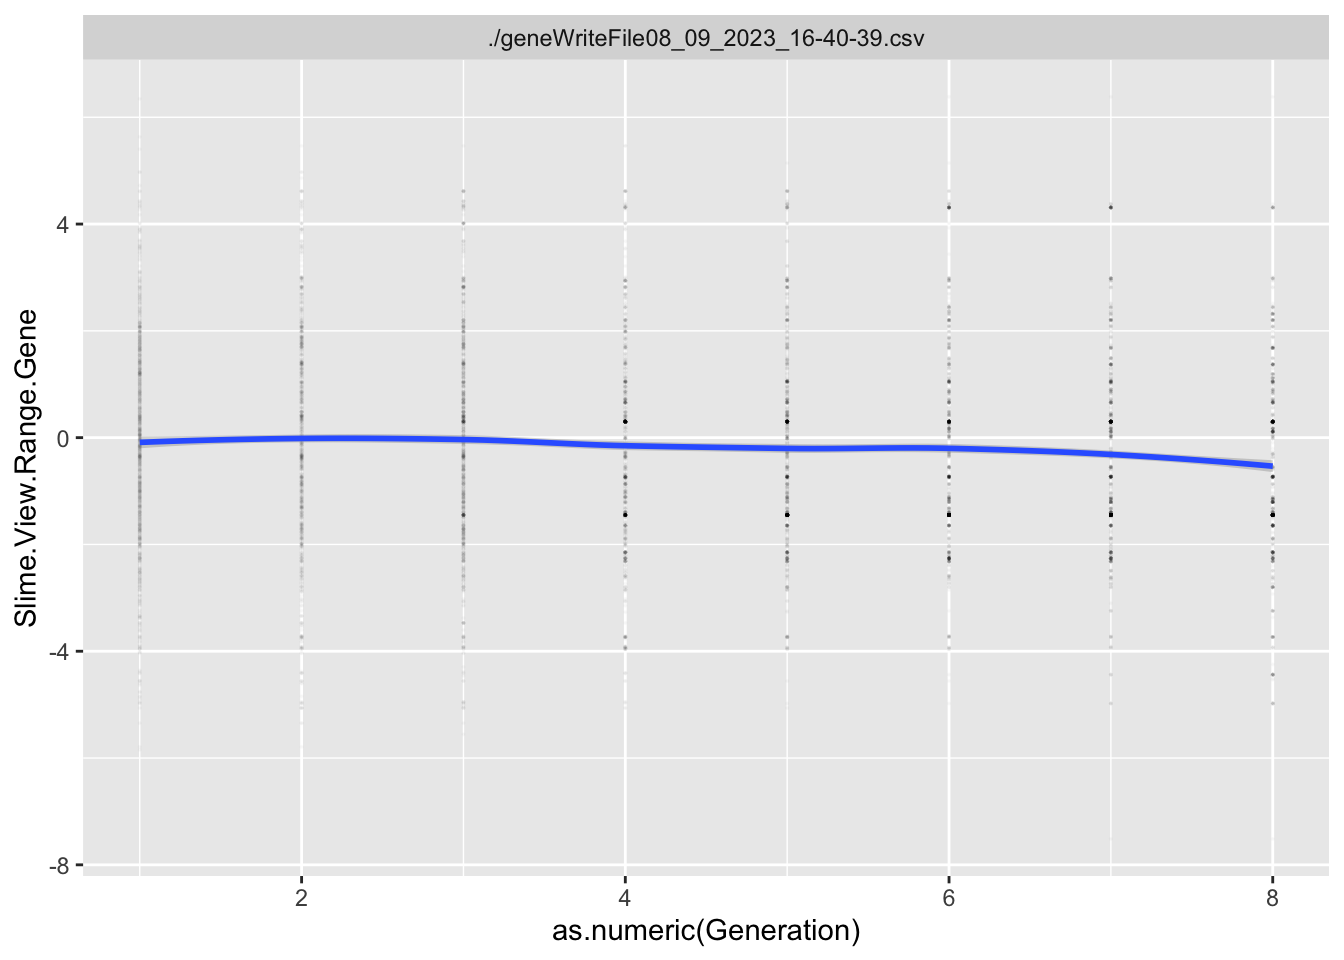 ./geneWriteFile08_09_2023_16-40-39.csv
Slime.View.Range.Gene
4
0
-4
-8
2
4
6
8
as.numeric(Generation)